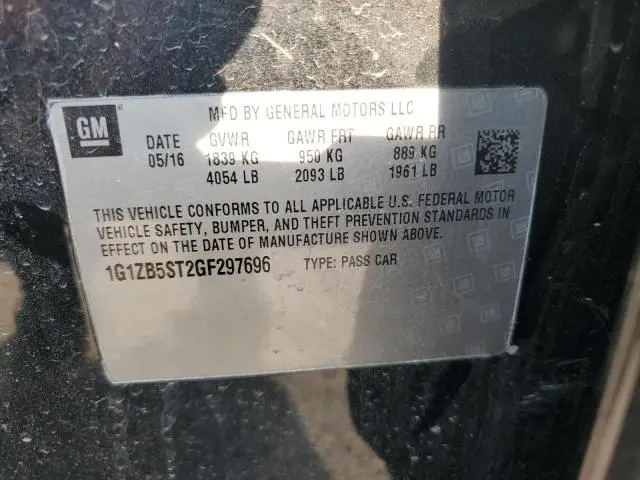 GM
MFD BY GENERAL MOTORS LLC
DATE GVWR GAWR FRT GAWR RR
05/16 1839 KG 950 KG 889 KG
4054 LB 2093 LB 1961 LB
THIS VEHICLE CONFORMS TO ALL APPLICABLE U.S. FEDERAL MOTOR
VEHICLE SAFETY, BUMPER, AND THEFT PREVENTION STANDARDS IN
EFFECT ON THE DATE OF MANUFACTURE SHOWN ABOVE.
1G1ZB5ST2GF297696 TYPE: PASS CAR